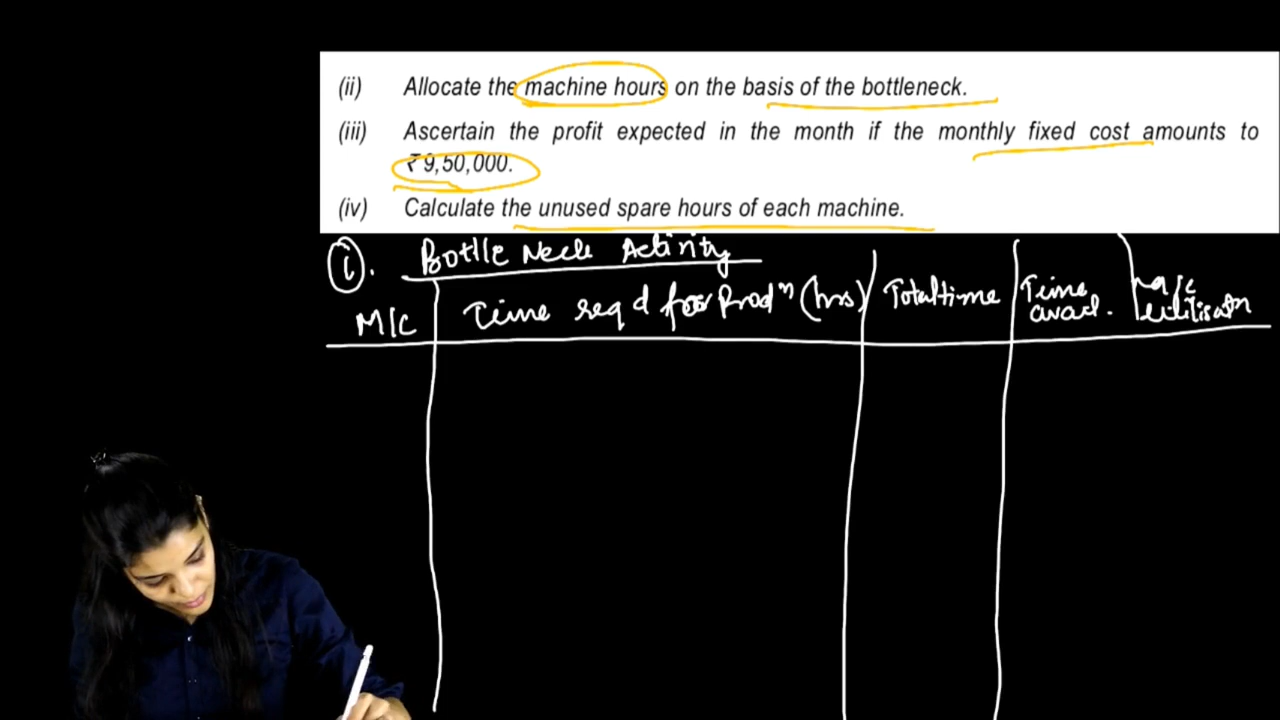 (ii) Allocate the machine hours on the basis of the bottleneck.
(iii) Ascertain the profit expected in the month if the monthly fixed cost amounts to
₹9,50,000.
(iv) Calculate the unused spare hours of each machine.
(i). Bottle Neck Activity
M/C Time reqd for Prodⁿ (hrs) Total time Time avail. M/c utilisatn